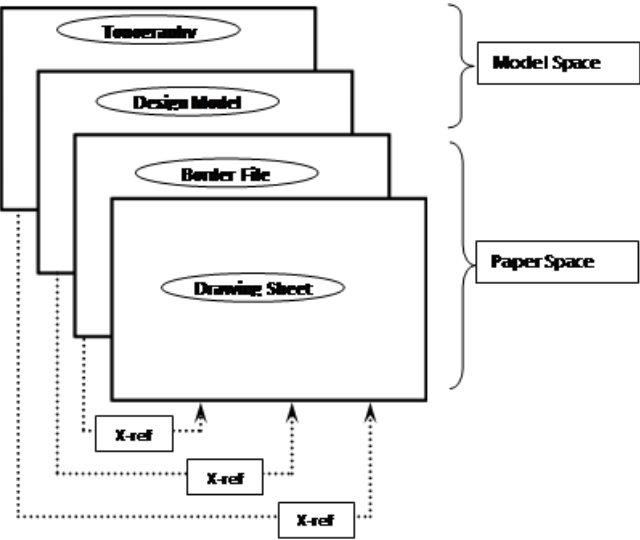 Topography
Model Space
Design Model
Border File
Paper Space
Drawing Sheet
X-ref
X-ref
X-ref